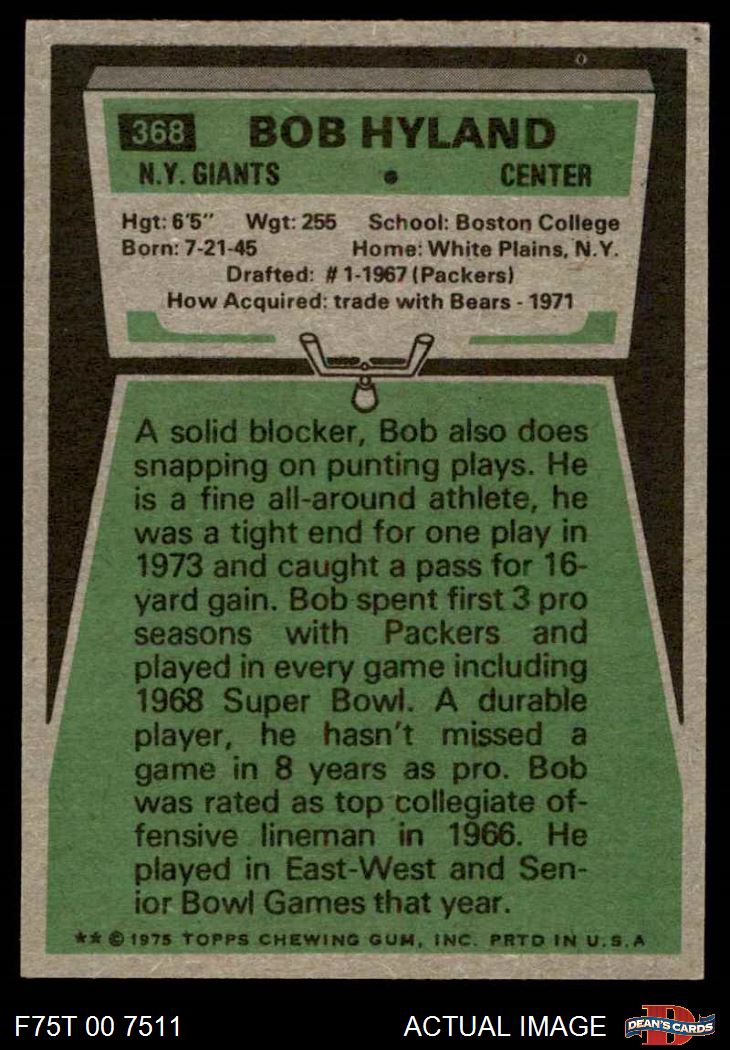 368 BOB HYLAND
N.Y. GIANTS • CENTER
Hgt: 6'5" Wgt: 255 School: Boston College
Born: 7-21-45 Home: White Plains, N.Y.
Drafted: #1-1967 (Packers)
How Acquired: trade with Bears - 1971
A solid blocker, Bob also does
snapping on punting plays. He
is a fine all-around athlete, he
was a tight end for one play in
1973 and caught a pass for 16-
yard gain. Bob spent first 3 pro
seasons with Packers and
played in every game including
1968 Super Bowl. A durable
player, he hasn't missed a
game in 8 years as pro. Bob
was rated as top collegiate of-
fensive lineman in 1966. He
played in East-West and Sen-
ior Bowl Games that year.
** © 1975 TOPPS CHEWING GUM, INC. PRTD IN U.S.A
F75T 00 7511 ACTUAL IMAGE D DEAN'S CARDS